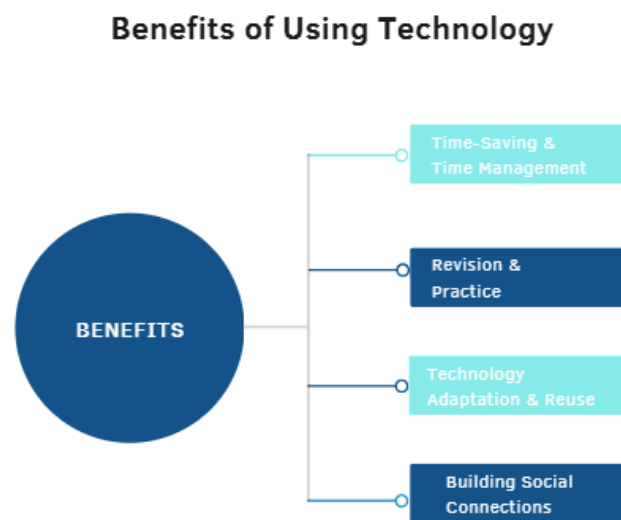 Benefits of Using Technology
Time-Saving &
Time Management
Revision &
Practice
BENEFITS
Technology
Adaptation & Reuse
Building Social
Connections